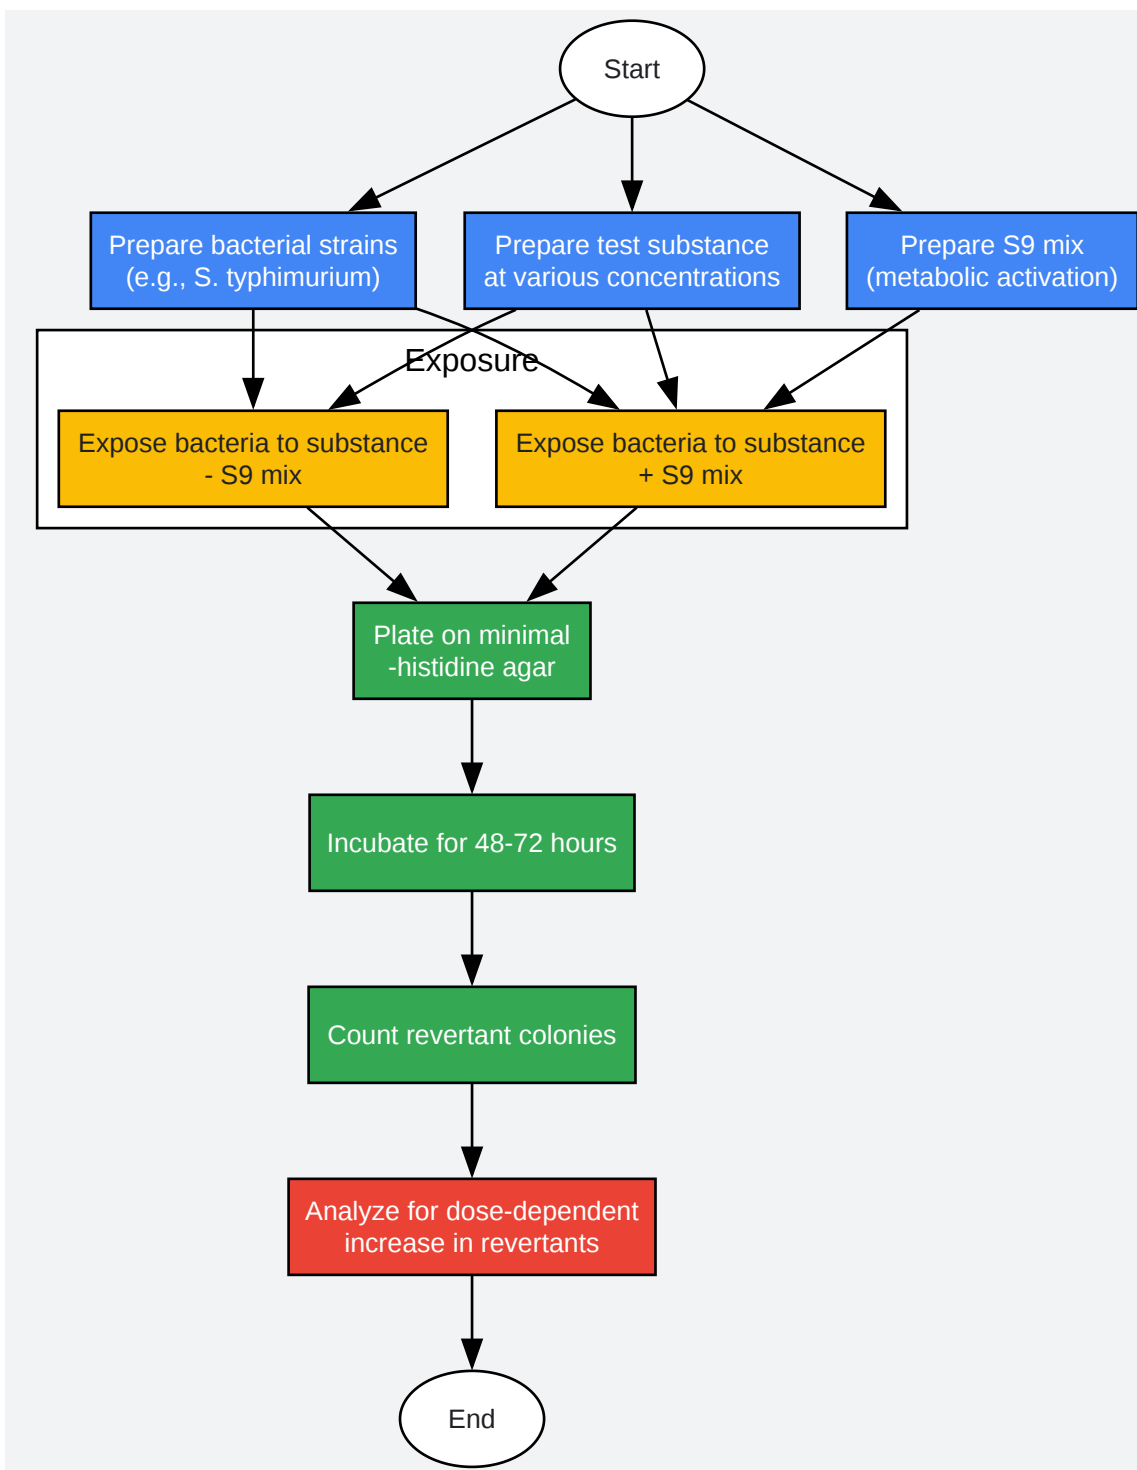 Start
Prepare bacterial strains
(e.g., S. typhimurium)
Prepare test substance
at various concentrations
Prepare S9 mix
(metabolic activation)
Exposure
Expose bacteria to substance
- S9 mix
Expose bacteria to substance
+ S9 mix
Plate on minimal
-histidine agar
Incubate for 48-72 hours
Count revertant colonies
Analyze for dose-dependent
increase in revertants
End